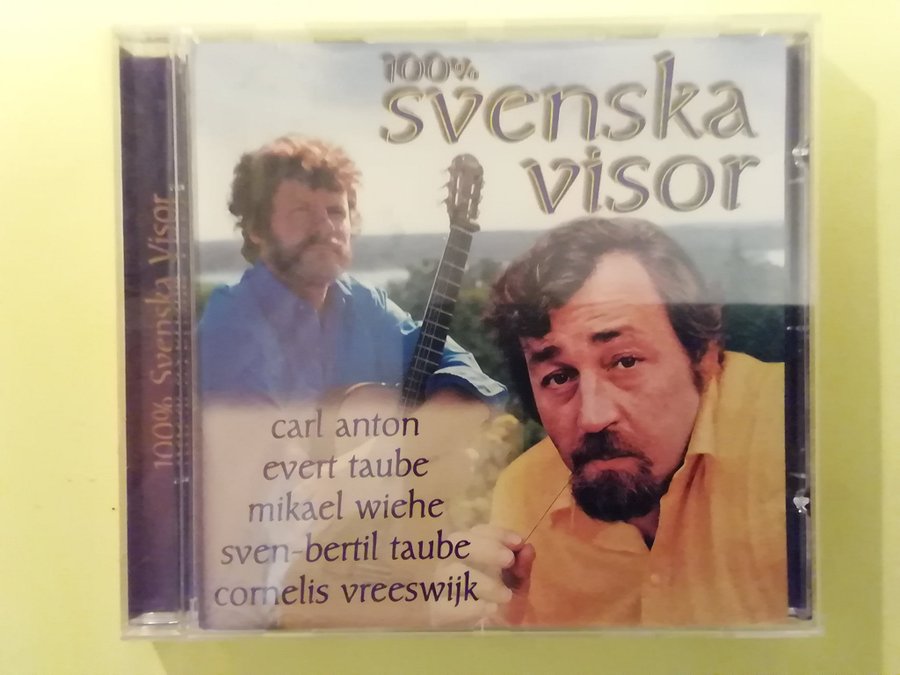 100% Svenska Visor
100%
svenska
visor
carl anton
evert taube
mikael wiehe
sven-bertil taube
cornelis vreeswijk